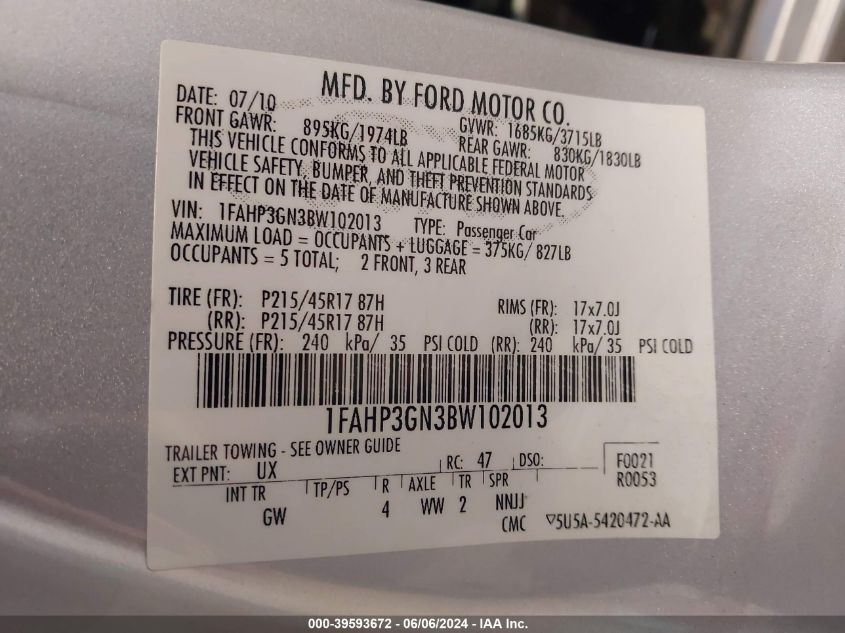 MFD. BY FORD MOTOR CO.
DATE: 07/10 GVWR: 1685KG/3715LB
FRONT GAWR: 895KG/1974LB REAR GAWR: 830KG/1830LB
THIS VEHICLE CONFORMS TO ALL APPLICABLE FEDERAL MOTOR
VEHICLE SAFETY, BUMPER, AND THEFT PREVENTION STANDARDS
IN EFFECT ON THE DATE OF MANUFACTURE SHOWN ABOVE.
VIN: 1FAHP3GN3BW102013 TYPE: Passenger Car
MAXIMUM LOAD = OCCUPANTS + LUGGAGE = 375KG/ 827LB
OCCUPANTS = 5 TOTAL; 2 FRONT, 3 REAR
TIRE (FR): P215/45R17 87H RIMS (FR): 17x7.0J
(RR): P215/45R17 87H (RR): 17x7.0J
PRESSURE (FR): 240 kPa/ 35 PSI COLD (RR): 240 kPa/ 35 PSI COLD
1FAHP3GN3BW102013
TRAILER TOWING - SEE OWNER GUIDE
EXT PNT: UX RC: 47 DSO: F0021
R0053
INT TR TP/PS R AXLE TR SPR
GW 4 WW 2 NNJJ
CMC ▽5U5A-5420472-AA
000-39593672 - 06/06/2024 - IAA Inc.